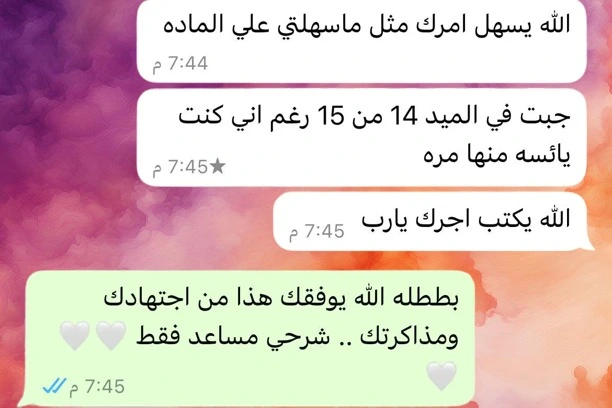 الله يسهل امرك مثل ماسهلتي علي الماده
7:44 م
جبت في الميد 14 من 15 رغم اني كنت
يائسه منها مره
7:45 م
الله يكتب اجرك يارب
7:45 م
بططله الله يوفقك هذا من اجتهادك
ومذاكرتك .. شرحي مساعد فقط 🤍🤍
🤍
7:45 م